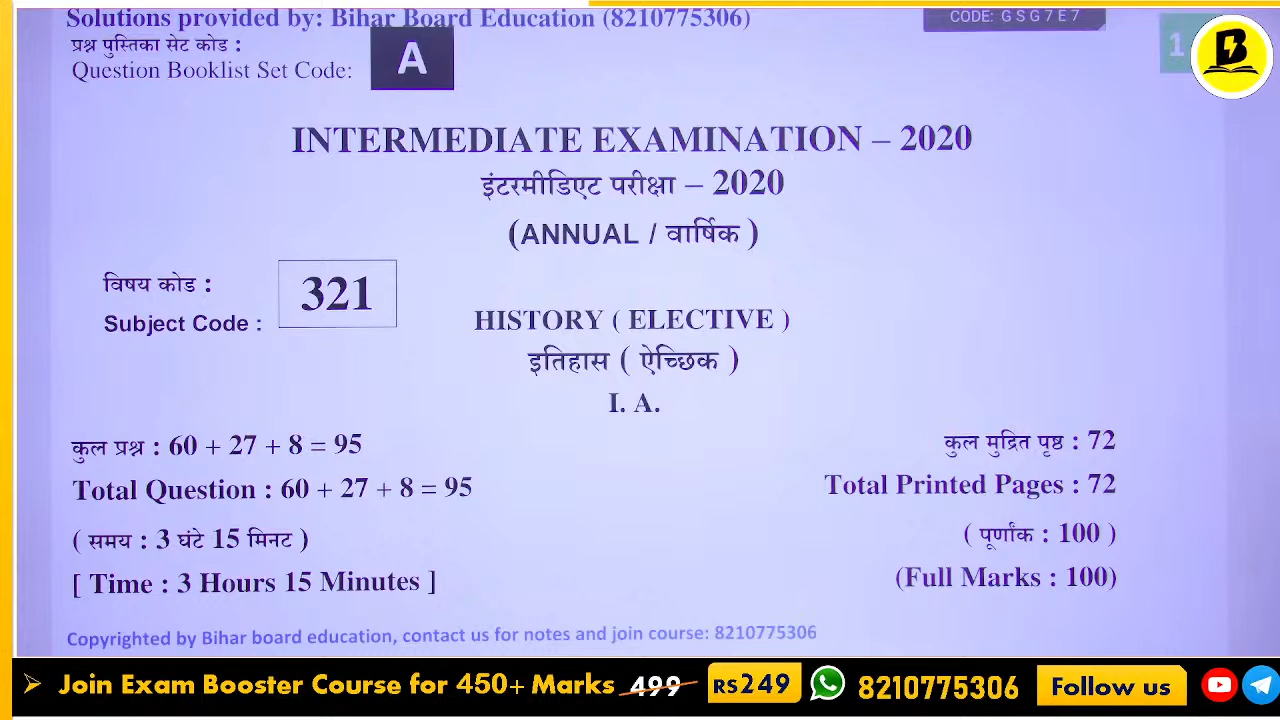 Solutions provided by: Bihar Board Education (8210775306)
CODE: GSG7E7
1
प्रश्न पुस्तिका सेट कोड :
Question Booklist Set Code:
A
B
INTERMEDIATE EXAMINATION – 2020
इंटरमीडिएट परीक्षा – 2020
(ANNUAL / वार्षिक )
विषय कोड :
Subject Code :
321
HISTORY ( ELECTIVE )
इतिहास ( ऐच्छिक )
I. A.
कुल प्रश्न : 60 + 27 + 8 = 95
कुल मुद्रित पृष्ठ : 72
Total Question : 60 + 27 + 8 = 95
Total Printed Pages : 72
( समय : 3 घंटे 15 मिनट )
( पूर्णांक : 100 )
[ Time : 3 Hours 15 Minutes ]
(Full Marks : 100)
Copyrighted by Bihar board education, contact us for notes and join course: 8210775306
Join Exam Booster Course for 450+ Marks 499 RS249 8210775306 Follow us